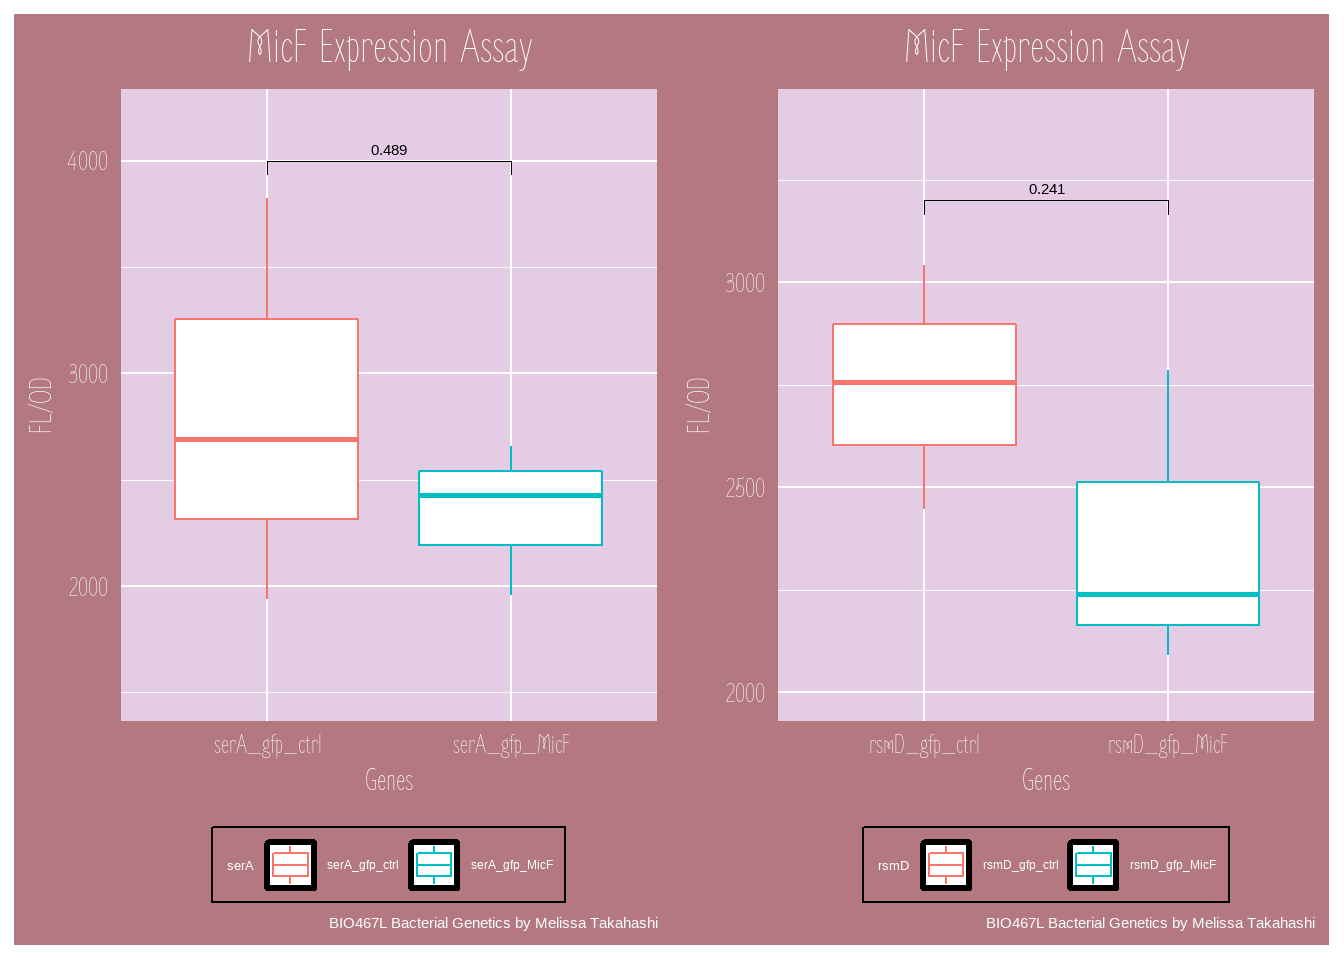 MicF Expression Assay
4000
3000
2000
FL/OD
0.489
serA_gfp_ctrl
serA_gfp_MicF
Genes
serA
serA_gfp_ctrl
serA_gfp_MicF
BIO467L Bacterial Genetics by Melissa Takahashi
MicF Expression Assay
3000
2500
2000
FL/OD
0.241
rsmD_gfp_ctrl
rsmD_gfp_MicF
Genes
rsmD
rsmD_gfp_ctrl
rsmD_gfp_MicF
BIO467L Bacterial Genetics by Melissa Takahashi